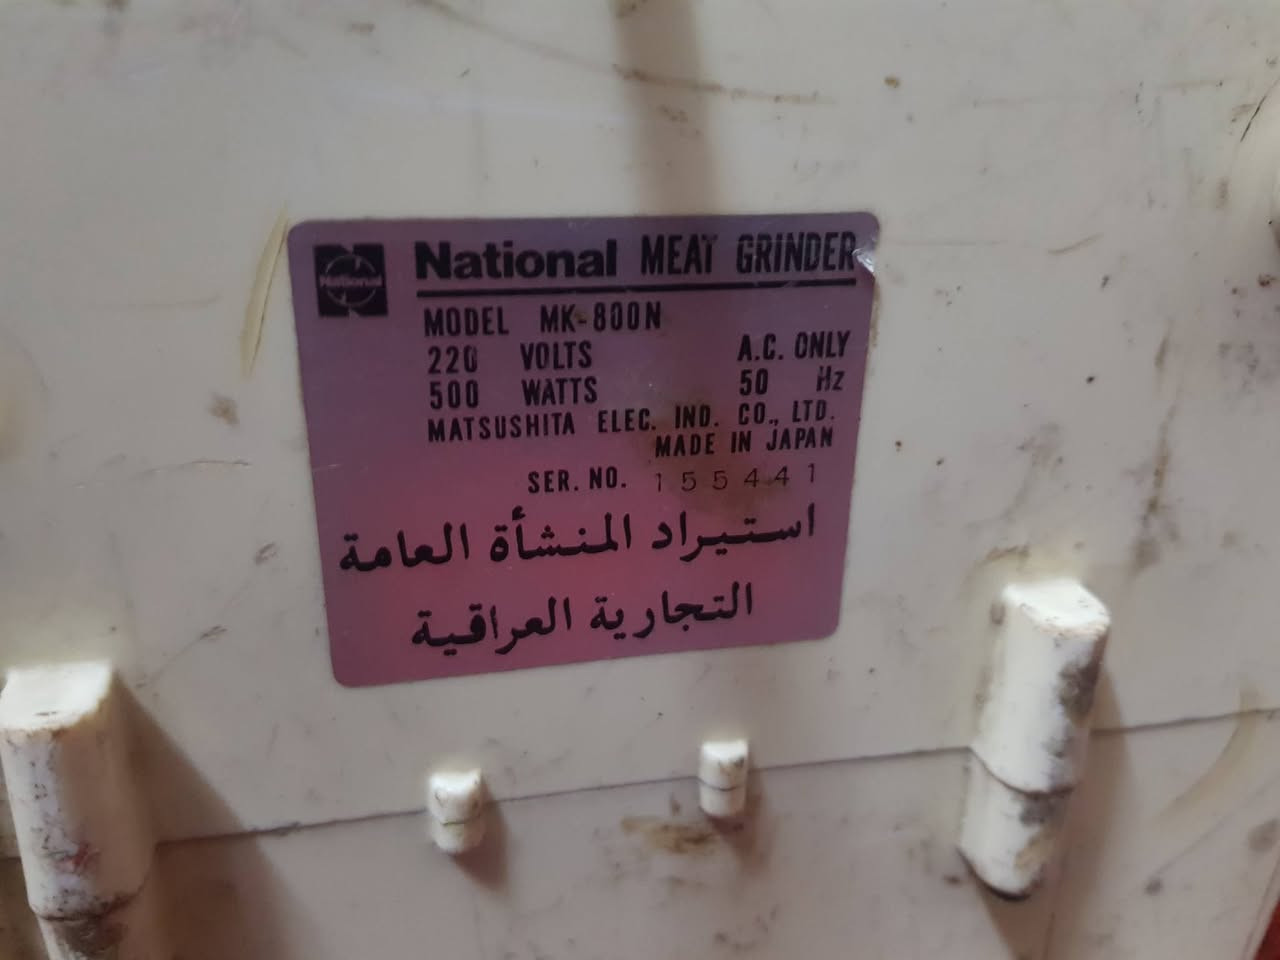 National
National MEAT GRINDER
MODEL MK-800N
220 VOLTS A.C. ONLY
500 WATTS 50 Hz
MATSUSHITA ELEC. IND. CO., LTD.
MADE IN JAPAN
SER. NO. 155441
استيراد المنشأة العامة
التجارية العراقية